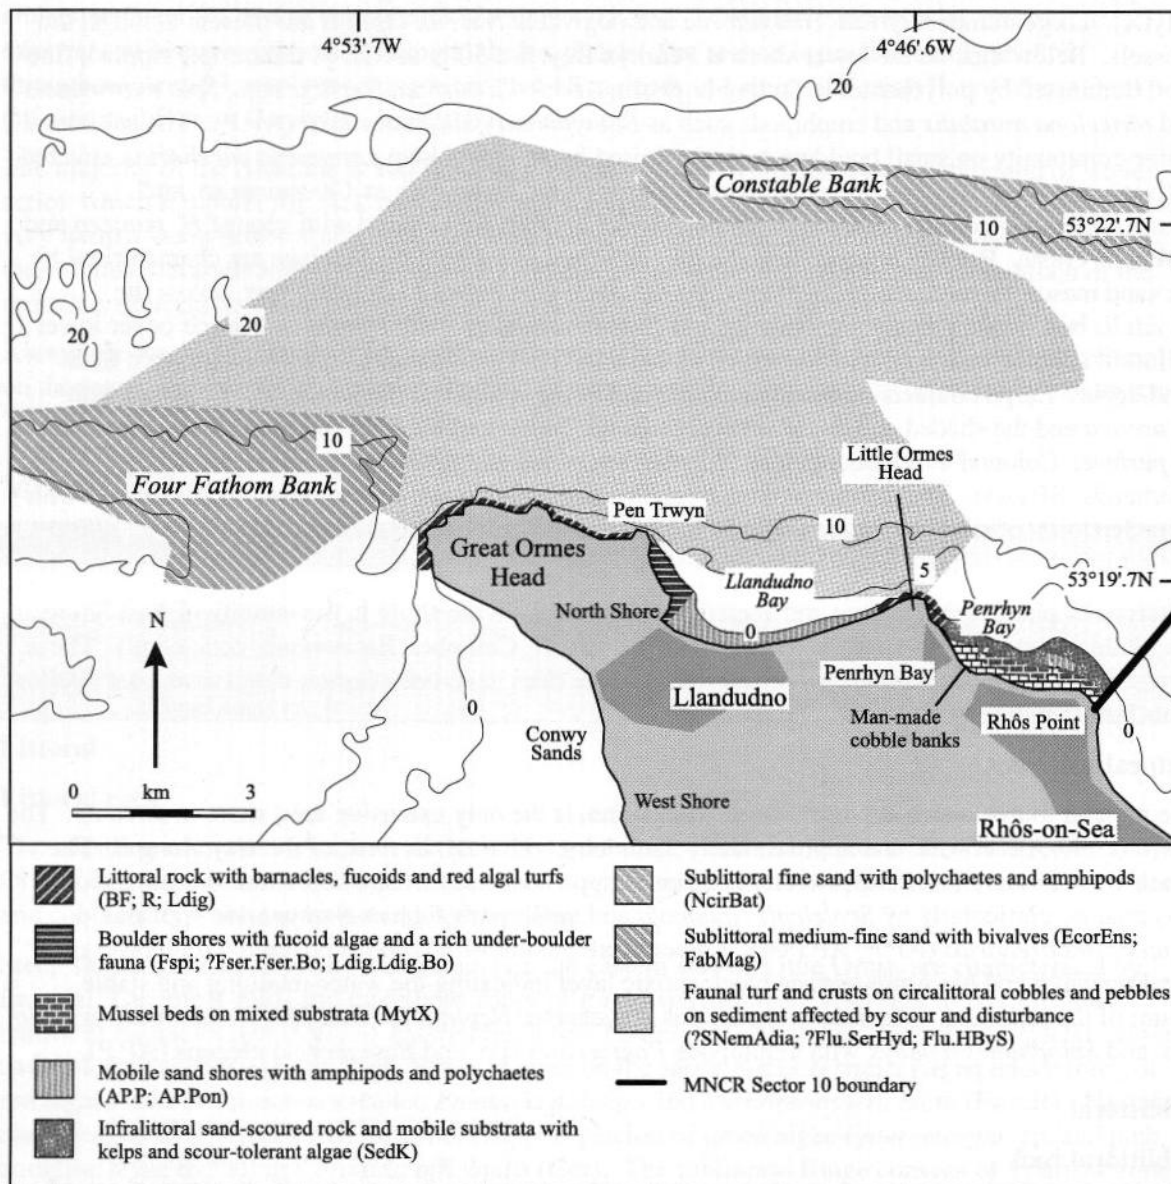 4°53'.7W
4°46'.6W
20
Constable Bank
10
53°22'.7N
20
20
10
Four Fathom Bank
Little Ormes
Head
Pen Trwyn
10
Great Ormes
Head
Llandudno
Bay
5
53°19'.7N
North Shore
Penrhyn
Bay
0
N
Llandudno
Penrhyn Bay
0
Conwy
Sands
Man-made
cobble banks
Rhôs Point
0
0 km 3
West Shore
Rhôs-on-Sea
Littoral rock with barnacles, fucoids and red algal turfs
(BF; R; Ldig)
Boulder shores with fucoid algae and a rich under-boulder
fauna (Fspi; ?Fser.Fser.Bo; Ldig.Ldig.Bo)
Mussel beds on mixed substrata (MytX)
Mobile sand shores with amphipods and polychaetes
(AP.P; AP.Pon)
Infralittoral sand-scoured rock and mobile substrata with
kelps and scour-tolerant algae (SedK)
Sublittoral fine sand with polychaetes and amphipods
(NcirBat)
Sublittoral medium-fine sand with bivalves (EcorEns;
FabMag)
Faunal turf and crusts on circalittoral cobbles and pebbles
on sediment affected by scour and disturbance
(?SNemAdia; ?Flu.SerHyd; Flu.HByS)
MNCR Sector 10 boundary